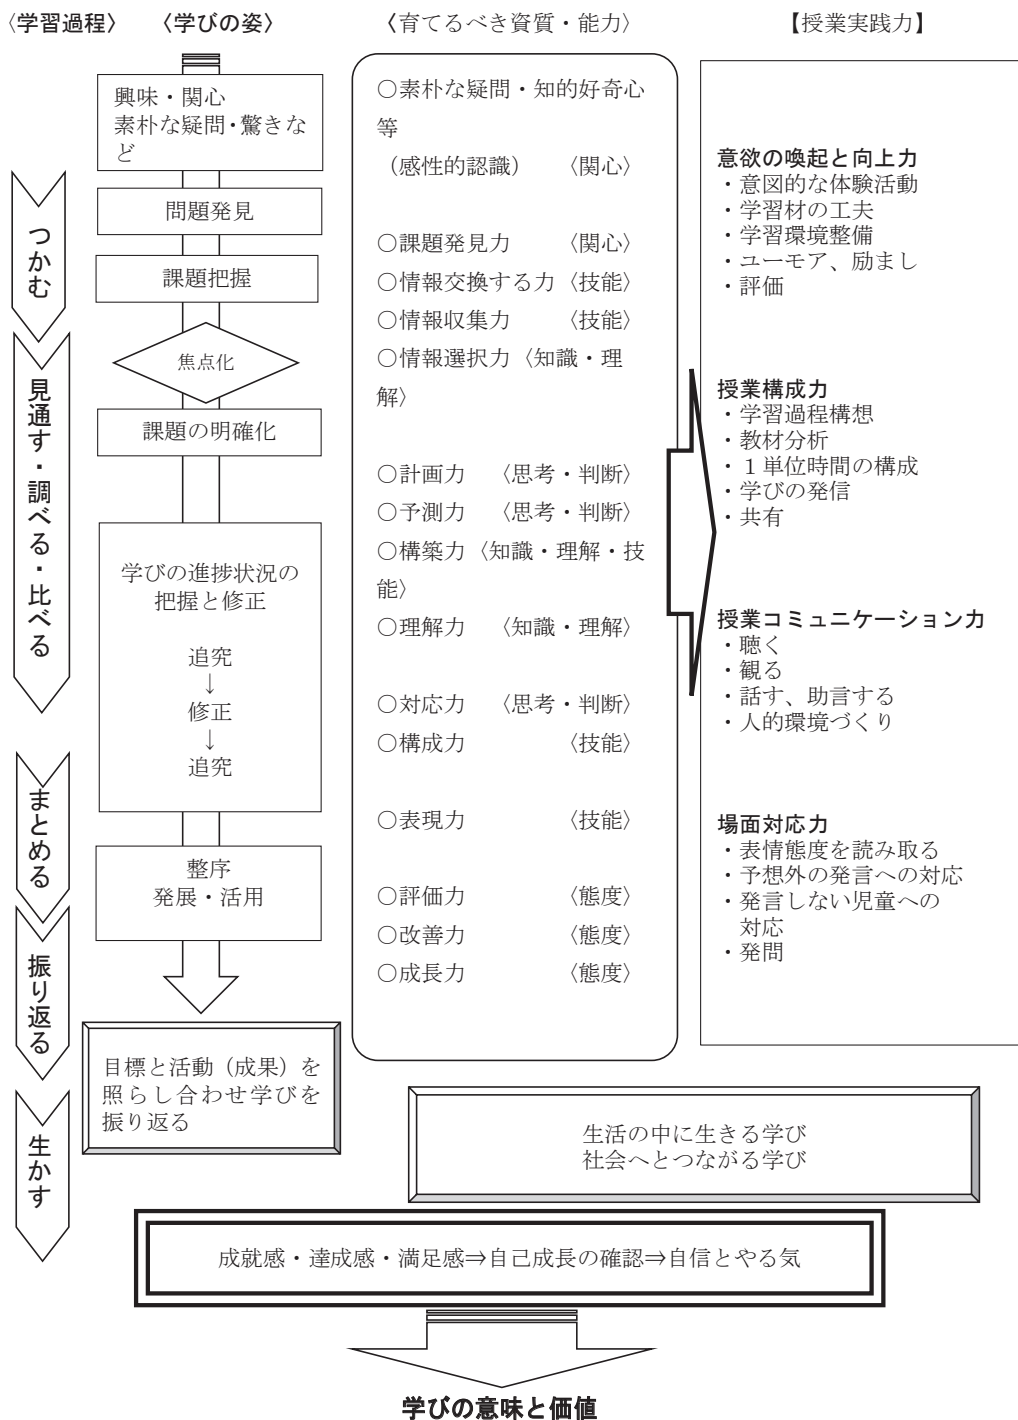 〈学習過程〉
〈学びの姿〉
〈育てるべき資質・能力〉
【授業実践力】
つかむ
見通す・調べる・比べる
まとめる
振り返る
生かす
興味・関心
素朴な疑問・驚きな
ど
問題発見
課題把握
焦点化
課題の明確化
学びの進捗状況の
把握と修正
追究
↓
修正
↓
追究
整序
発展・活用
目標と活動（成果）を
照らし合わせ学びを
振り返る
○素朴な疑問・知的好奇心
等
（感性的認識）　〈関心〉
○課題発見力　〈関心〉
○情報交換する力〈技能〉
○情報収集力　〈技能〉
○情報選択力〈知識・理
解〉
○計画力　〈思考・判断〉
○予測力　〈思考・判断〉
○構築力〈知識・理解・技
能〉
○理解力　〈知識・理解〉
○対応力　〈思考・判断〉
○構成力　〈技能〉
○表現力　〈技能〉
○評価力　〈態度〉
○改善力　〈態度〉
○成長力　〈態度〉
意欲の喚起と向上力
・意図的な体験活動
・学習材の工夫
・学習環境整備
・ユーモア、励まし
・評価
授業構成力
・学習過程構想
・教材分析
・１単位時間の構成
・学びの発信
・共有
授業コミュニケーション力
・聴く
・観る
・話す、助言する
・人的環境づくり
場面対応力
・表情態度を読み取る
・予想外の発言への対応
・発言しない児童への
対応
・発問
生活の中に生きる学び
社会へとつながる学び
成就感・達成感・満足感⇒自己成長の確認⇒自信とやる気
学びの意味と価値